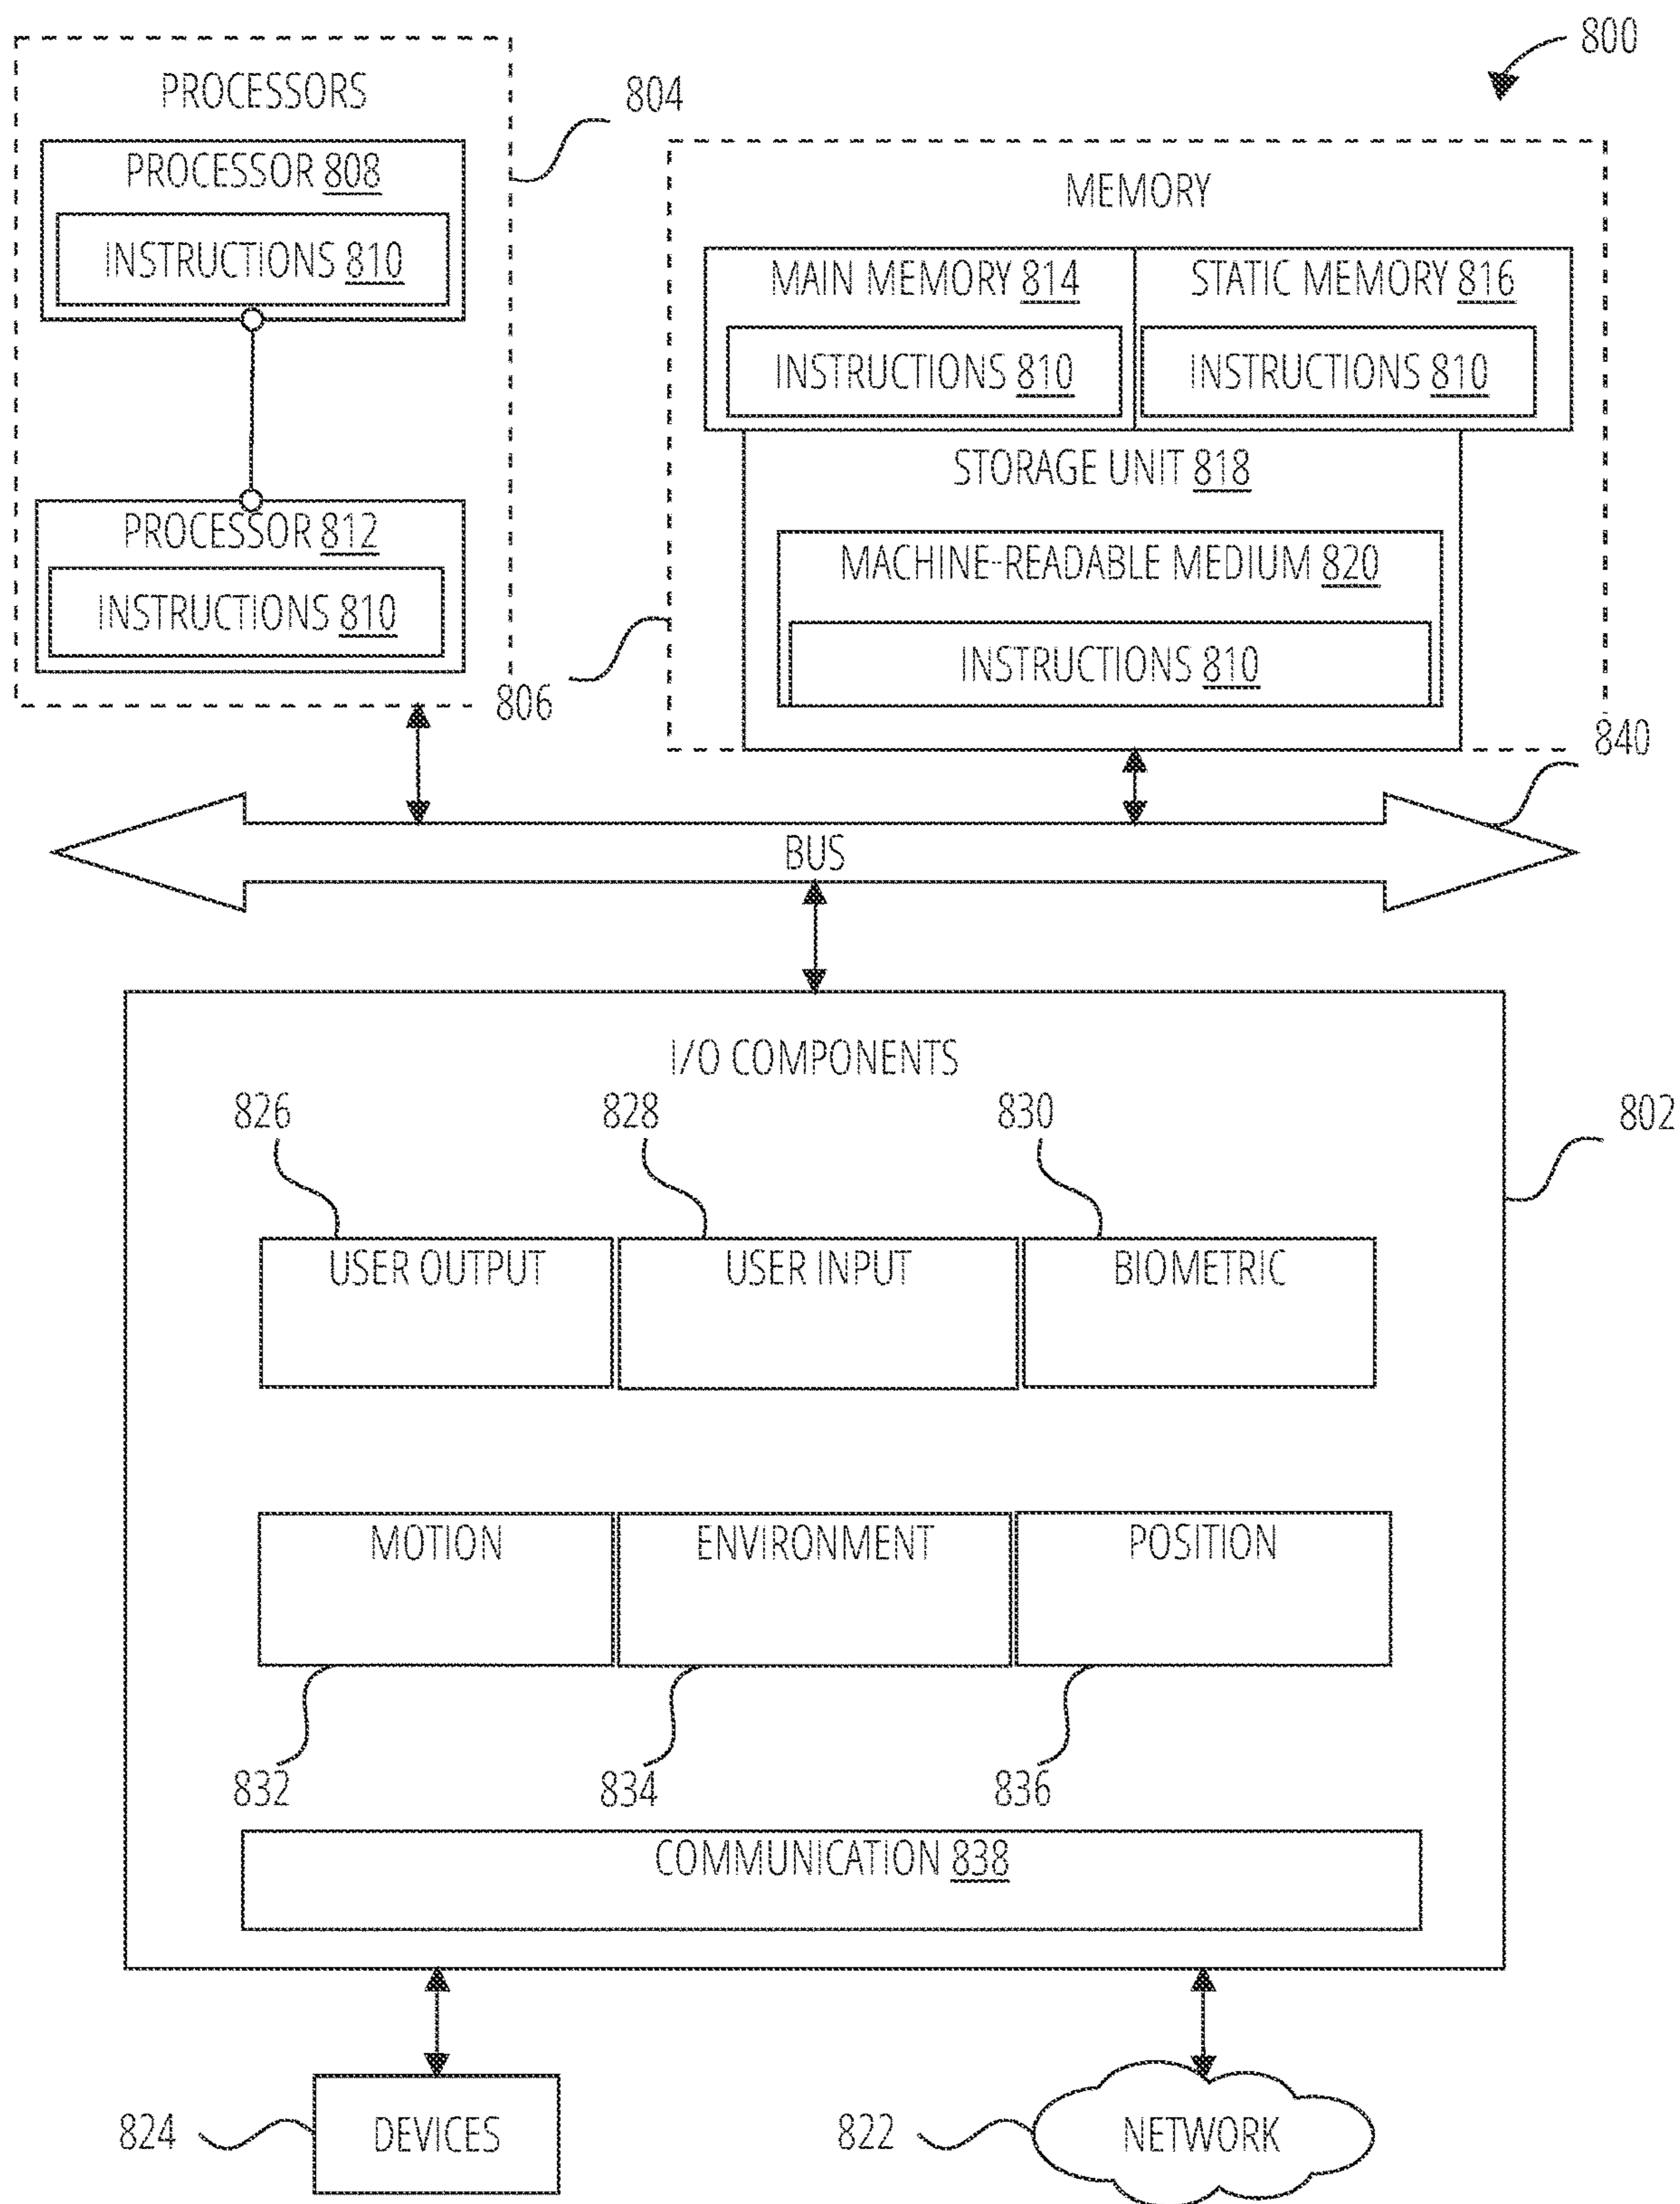 800
PROCESSORS
804
PROCESSOR 808
INSTRUCTIONS 810
PROCESSOR 812
INSTRUCTIONS 810
MEMORY
MAIN MEMORY 814
INSTRUCTIONS 810
STATIC MEMORY 816
INSTRUCTIONS 810
STORAGE UNIT 818
MACHINE-READABLE MEDIUM 820
INSTRUCTIONS 810
806
840
BUS
I/O COMPONENTS
802
826
828
830
USER OUTPUT
USER INPUT
BIOMETRIC
MOTION
ENVIRONMENT
POSITION
832
834
836
COMMUNICATION 838
824
DEVICES
822
NETWORK